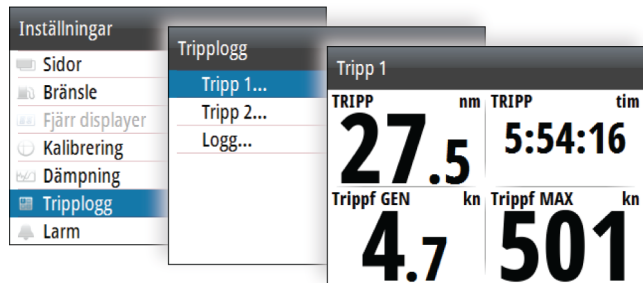 Inställningar
Sidor
Bränsle
Fjärr displayer
Kalibrering
Dämpning
Tripplogg
Larm
Tripplogg
Tripp 1...
Tripp 2...
Logg...
Tripp 1
TRIPP nm TRIPP tim
27.5 5:54:16
Trippf GEN kn Trippf MAX kn
4.7 501